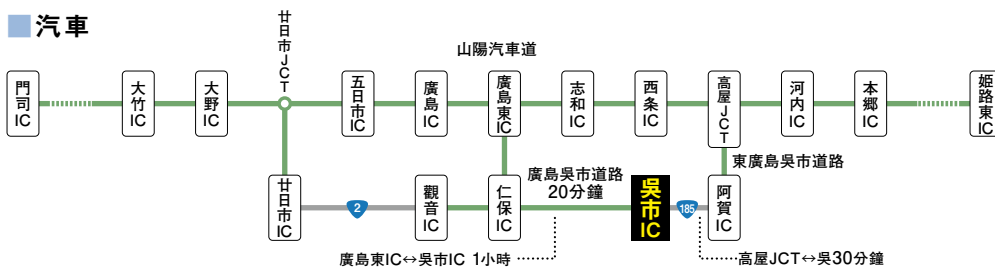 汽車
廿日市JCT
山陽汽車道
門司IC
大竹IC
大野IC
五日市IC
廣島IC
廣島東IC
志和IC
西条IC
高屋JCT
河内IC
本郷IC
姫路東IC
廣島吳市道路
20分鐘
東廣島吳市道路
廿日市IC
2
觀音IC
仁保IC
吳市IC
185
阿賀IC
廣島東IC↔吳市IC 1小時
高屋JCT↔吳30分鐘